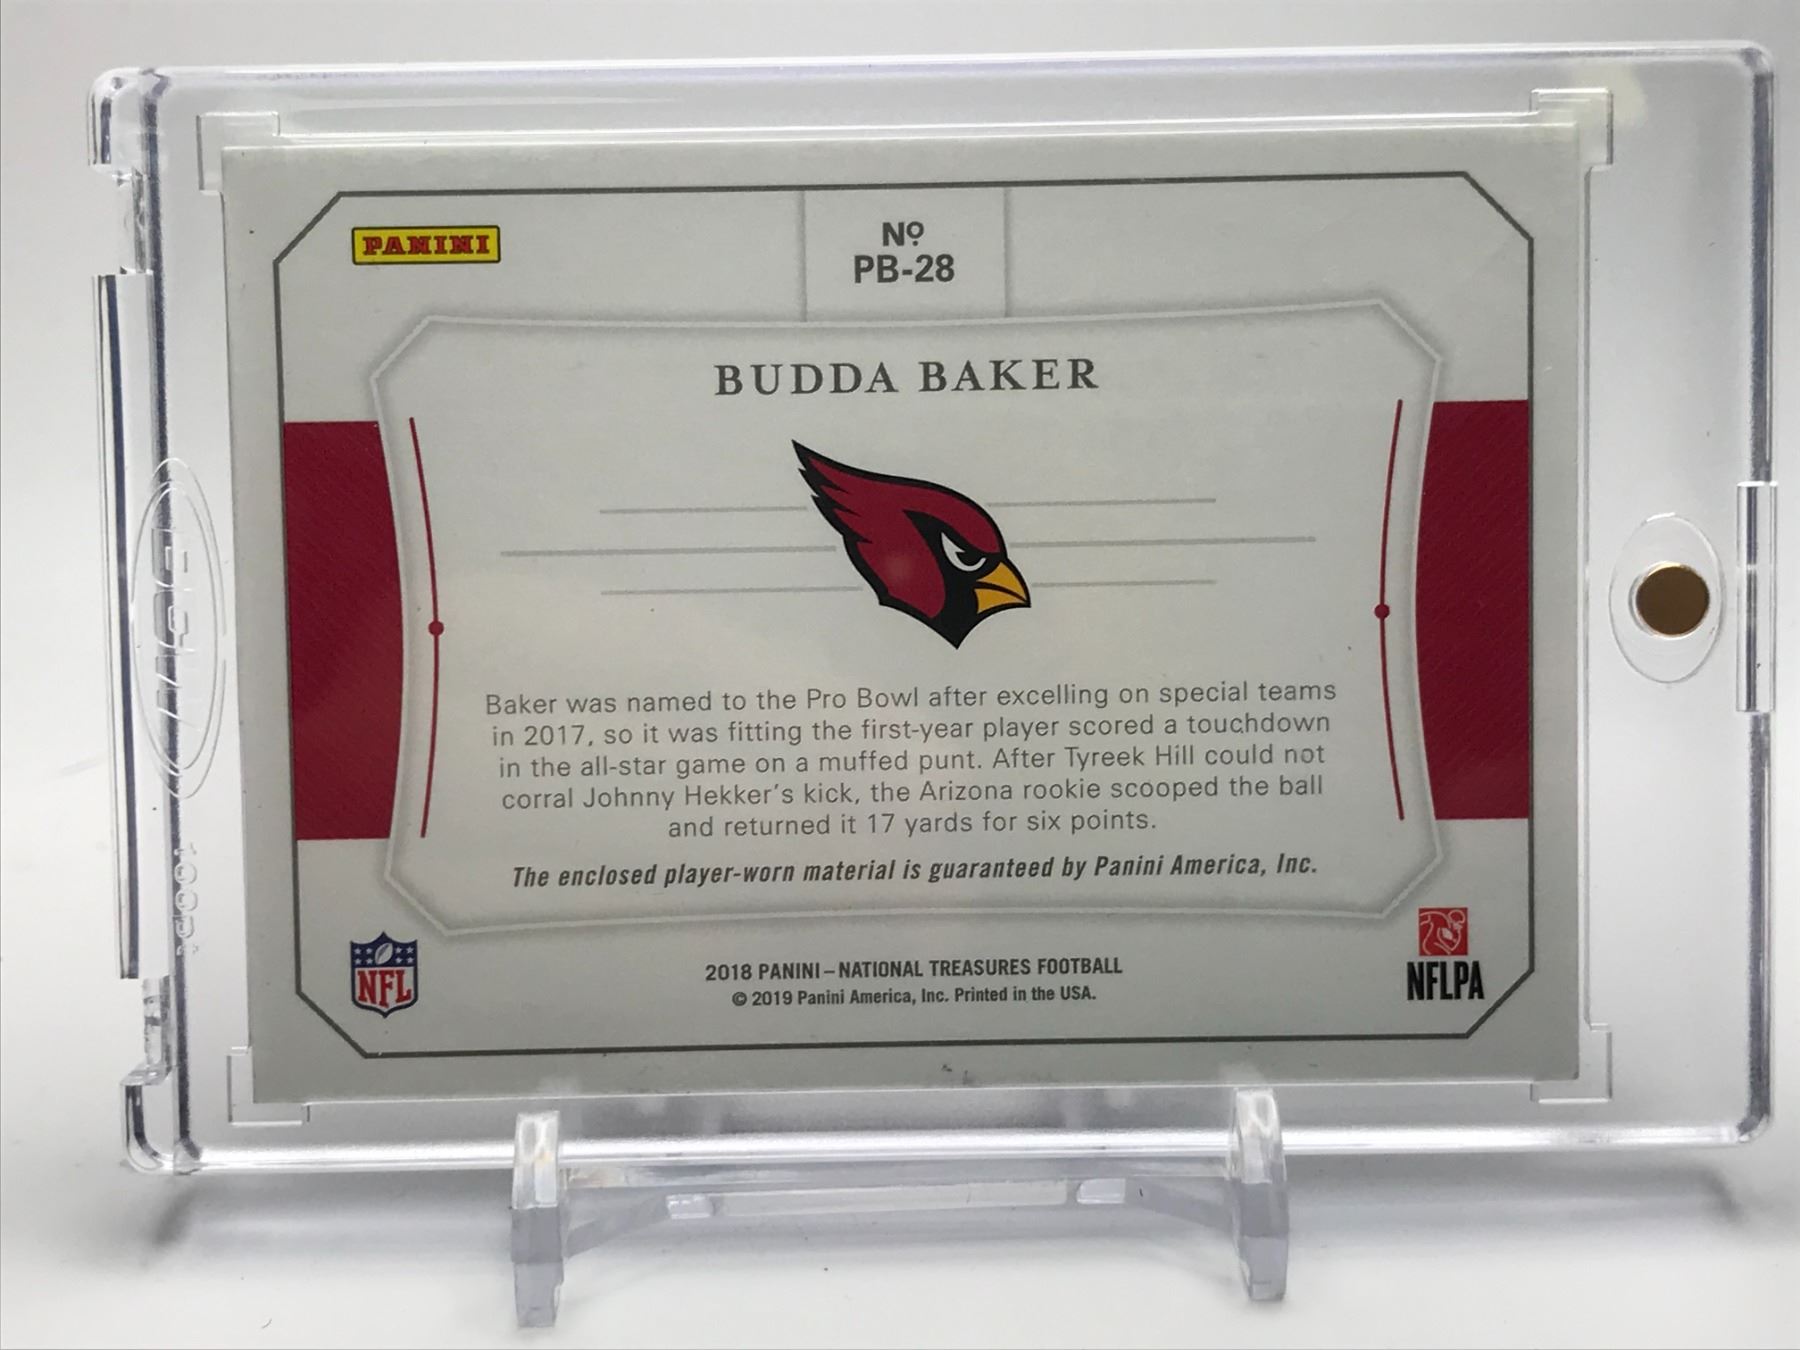 PANINI
Nº
PB-28
BUDDA BAKER
Baker was named to the Pro Bowl after excelling on special teams
in 2017, so it was fitting the first-year player scored a touchdown
in the all-star game on a muffed punt. After Tyreek Hill could not
corral Johnny Hekker's kick, the Arizona rookie scooped the ball
and returned it 17 yards for six points.
The enclosed player-worn material is guaranteed by Panini America, Inc.
NFL
2018 PANINI – NATIONAL TREASURES FOOTBALL
© 2019 Panini America, Inc. Printed in the USA.
NFLPA